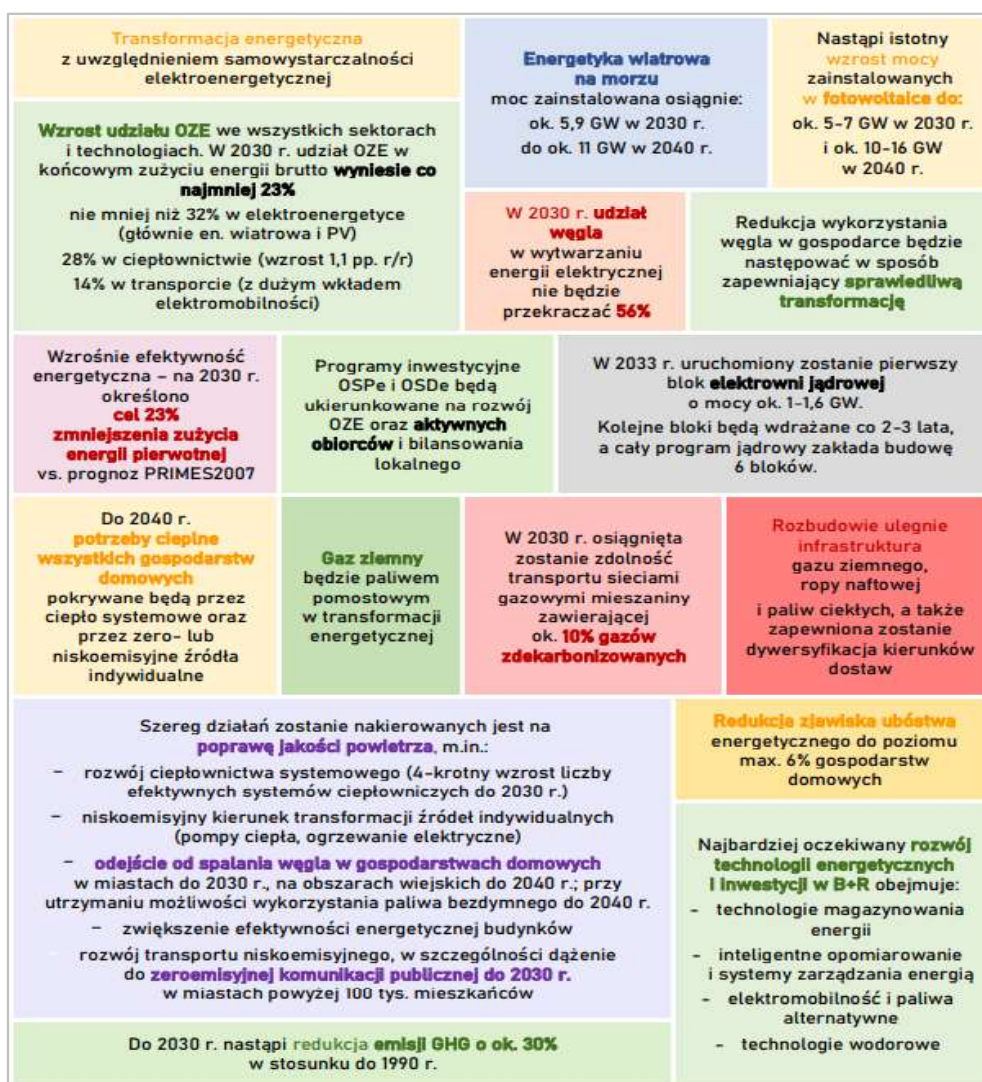 Transformacja energetyczna
z uwzględnieniem samowystarczalności
elektroenergetycznej
Energetyka wiatrowa
na morzu
moc zainstalowana osiągnie:
ok. 5,9 GW w 2030 r.
do ok. 11 GW w 2040 r.
Nastąpi istotny
wzrost mocy
zainstalowanych
w fotowoltaice do:
ok. 5-7 GW w 2030 r.
i ok. 10-16 GW
w 2040 r.
Wzrost udziału OZE we wszystkich sektorach
i technologiach. W 2030 r. udział OZE w
końcowym zużyciu energii brutto wyniesie co
najmniej 23%
nie mniej niż 32% w elektroenergetyce
(głównie en. wiatrowa i PV)
28% w ciepłownictwie (wzrost 1,1 pp. r/r)
14% w transporcie (z dużym wkładem
elektromobilności)
W 2030 r. udział
węgla
w wytwarzaniu
energii elektrycznej
nie będzie
przekraczać 56%
Redukcja wykorzystania
węgla w gospodarce będzie
następować w sposób
zapewniający sprawiedliwą
transformację
Wzrośnie efektywność
energetyczna – na 2030 r.
określono
cel 23%
zmniejszenia zużycia
energii pierwotnej
vs. prognoz PRIMES2007
Programy inwestycyjne
OSPe i OSDe będą
ukierunkowane na rozwój
OZE oraz aktywnych
obiorców i bilansowania
lokalnego
W 2033 r. uruchomiony zostanie pierwszy
blok elektrowni jądrowej
o mocy ok. 1-1,6 GW.
Kolejne bloki będą wdrażane co 2-3 lata,
a cały program jądrowy zakłada budowę
6 bloków.
Do 2040 r.
potrzeby cieplne
wszystkich gospodarstw
domowych
pokrywane będą przez
ciepło systemowe oraz
przez zero- lub
niskoemisyjne źródła
indywidualne
Gaz ziemny
będzie paliwem
pomostowym
w transformacji
energetycznej
W 2030 r. osiągnięta
zostanie zdolność
transportu sieciami
gazowymi mieszaniny
zawierającej
ok. 10% gazów
zdekarbonizowanych
Rozbudowie ulegnie
infrastruktura
gazu ziemnego,
ropy naftowej
i paliw ciekłych, a także
zapewniona zostanie
dywersyfikacja kierunków
dostaw
Szereg działań zostanie nakierowanych jest na
poprawę jakości powietrza, m.in.:
– rozwój ciepłownictwa systemowego (4-krotny wzrost liczby
efektywnych systemów ciepłowniczych do 2030 r.)
– niskoemisyjny kierunek transformacji źródeł indywidualnych
(pompy ciepła, ogrzewanie elektryczne)
– odejście od spalania węgla w gospodarstwach domowych
w miastach do 2030 r., na obszarach wiejskich do 2040 r.; przy
utrzymaniu możliwości wykorzystania paliwa bezdymnego do 2040 r.
– zwiększenie efektywności energetycznej budynków
rozwój transportu niskoemisyjnego, w szczególności dążenie
do zeroemisyjnej komunikacji publicznej do 2030 r.
w miastach powyżej 100 tys. mieszkańców
Redukcja zjawiska ubóstwa
energetycznego do poziomu
max. 6% gospodarstw
domowych
Najbardziej oczekiwany rozwój
technologii energetycznych
i inwestycji w B+R obejmuje:
- technologie magazynowania
energii
- inteligentne opomiarowanie
i systemy zarządzania energią
- elektromobilność i paliwa
alternatywne
- technologie wodorowe
Do 2030 r. nastąpi redukcja emisji GHG o ok. 30%
w stosunku do 1990 r.